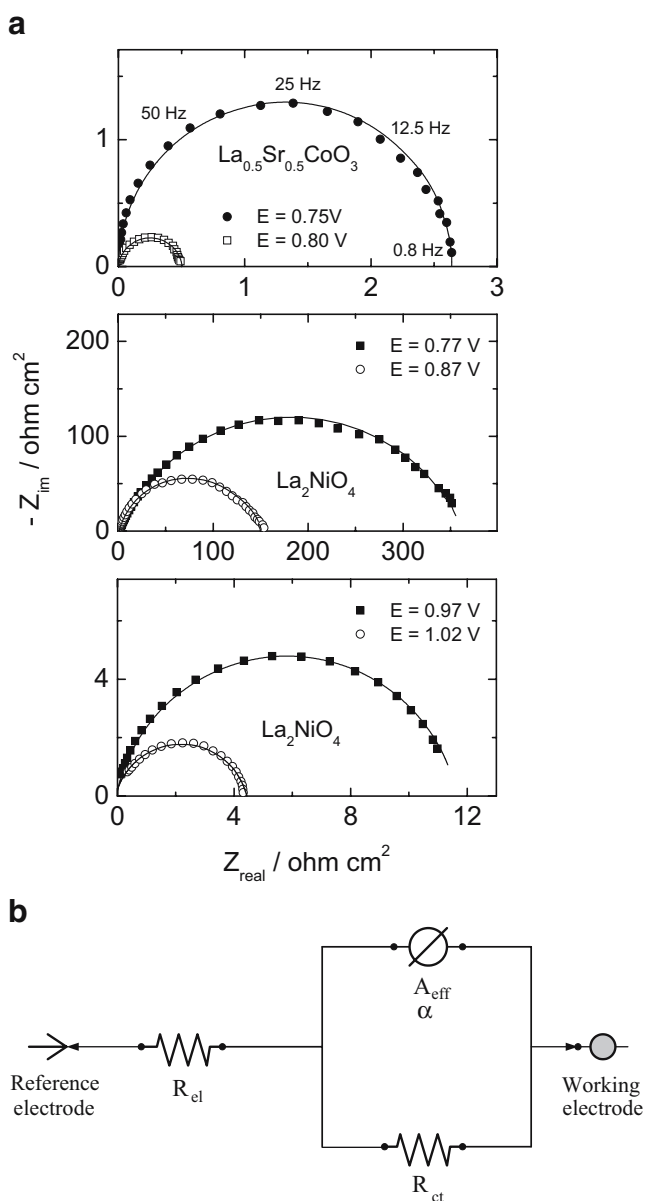 a
25 Hz
50 Hz
12.5 Hz
La0.5Sr0.5CoO3
E = 0.75V
E = 0.80 V
0.8 Hz
1
0
0 1 2 3
E = 0.77 V
E = 0.87 V
La2NiO4
200
100
0
0 100 200 300
E = 0.97 V
E = 1.02 V
La2NiO4
4
0
0 4 8 12
- Zim / ohm cm2
Zreal / ohm cm2
b
Aeff
α
Reference
electrode
Rel
Working
electrode
Rct